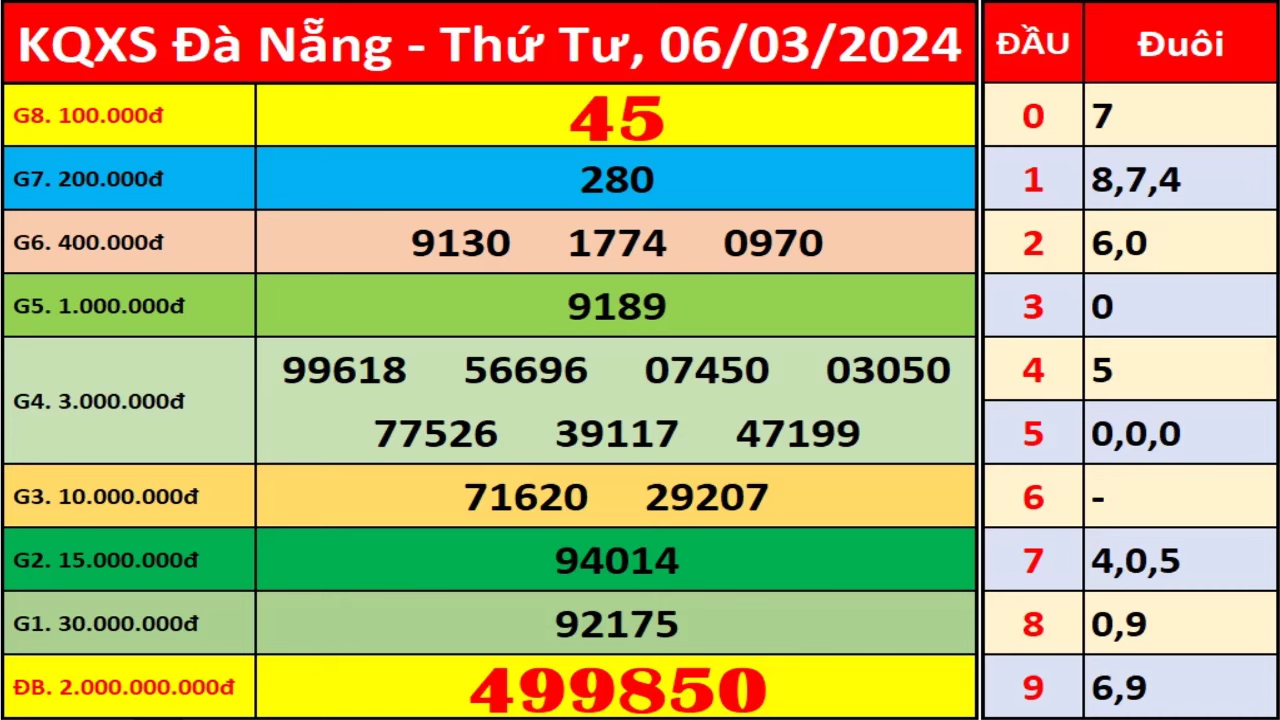 KQXS Đà Nẵng - Thứ Tư, 06/03/2024
G8. 100.000đ 45
G7. 200.000đ 280
G6. 400.000đ 9130 1774 0970
G5. 1.000.000đ 9189
G4. 3.000.000đ 99618 56696 07450 03050
77526 39117 47199
G3. 10.000.000đ 71620 29207
G2. 15.000.000đ 94014
G1. 30.000.000đ 92175
ĐB. 2.000.000.000đ 499850
ĐẦU Đuôi
0 7
1 8,7,4
2 6,0
3 0
4 5
5 0,0,0
6 -
7 4,0,5
8 0,9
9 6,9